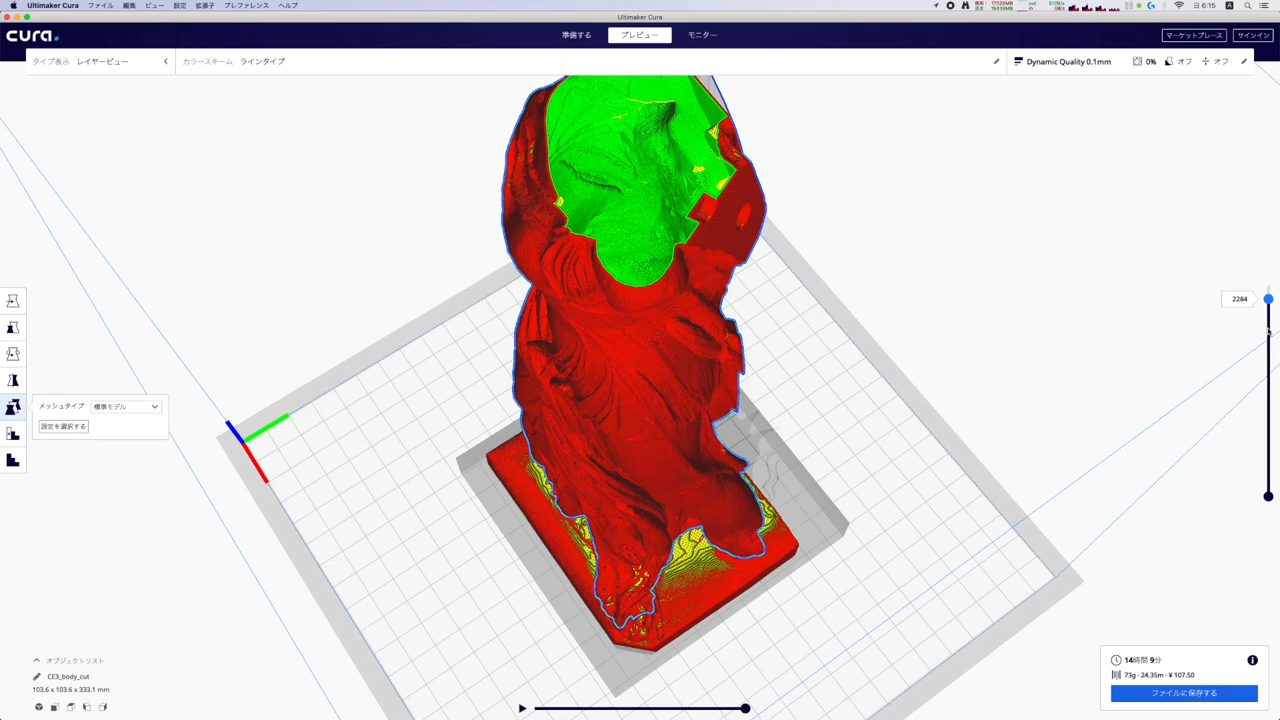 Ultimaker Cura ファイル 編集 ビュー 設定 拡張子 プレファレンス ヘルプ
日 6:15
Ultimaker Cura
cura.
準備する プレビュー モニター
マーケットプレース サインイン
タイプ表示 レイヤービュー
カラースキーム ラインタイプ
Dynamic Quality 0.1mm 0% オフ オフ
2284
メッシュタイプ 標準モデル
設定を選択する
オブジェクトリスト
CE3_body_cut
103.6 x 103.6 x 333.1 mm
14時間 9分
73g · 24.35m · ¥ 107.50
ファイルに保存する